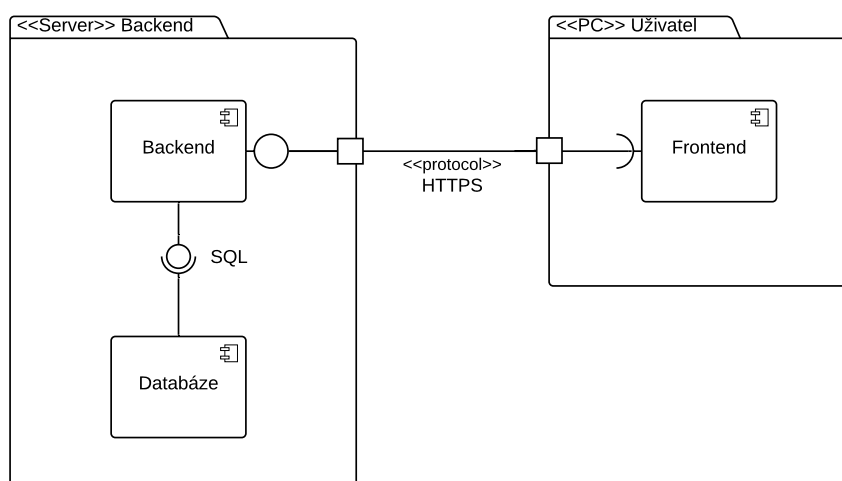 <<Server>> Backend
<<PC>> Uživatel
Backend
Frontend
<<protocol>>
HTTPS
SQL
Databáze